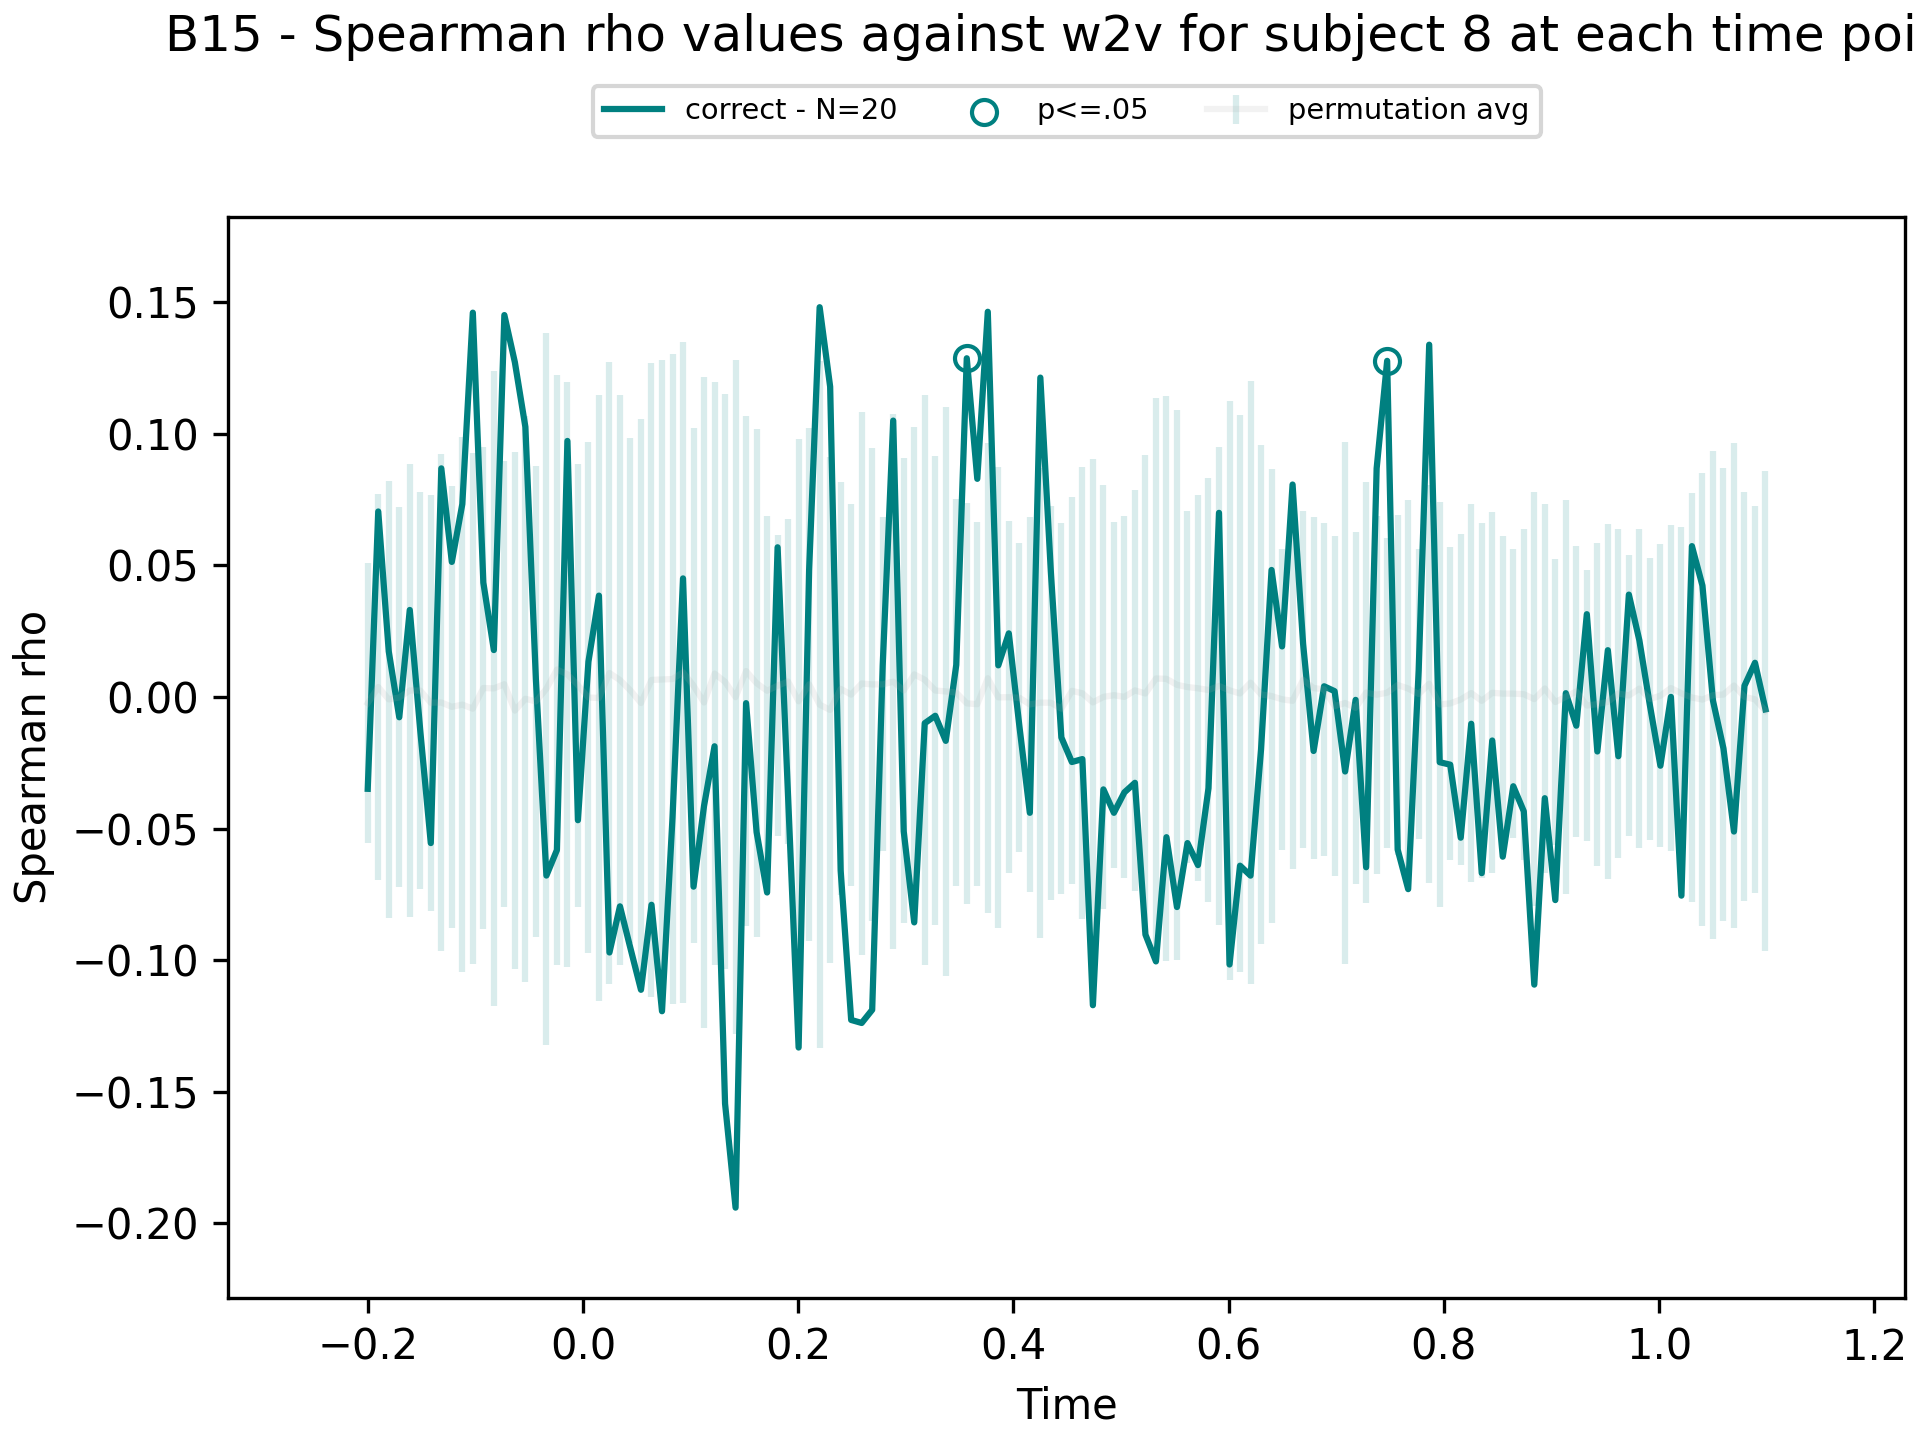 B15 - Spearman rho values against w2v for subject 8 at each time poi
correct - N=20
p<=.05
permutation avg
0.15
0.10
0.05
0.00
−0.05
−0.10
−0.15
−0.20
Spearman rho
−0.2
0.0
0.2
0.4
0.6
0.8
1.0
1.2
Time